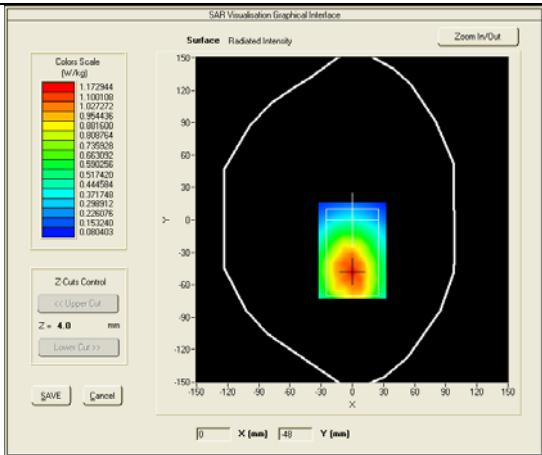 SAR Visualisation Graphical Interface
Surface Radiated Intensity
Zoom In/Out
Colors Scale
(W/kg)
1.172944
1.100108
1.027272
0.954436
0.881600
0.808764
0.735928
0.663092
0.590256
0.517420
0.444584
0.371748
0.298912
0.226076
0.153240
0.080403
150-
120-
90-
60-
30-
0-
-30-
-60-
-90-
-120-
-150-
Y
-150 -120 -90 -60 -30 0 30 60 90 120 150
X
Z Cuts Control
<< Upper Cut
Z = 4.0 mm
Lower Cut >>
SAVE Cancel
0 X (mm) -48 Y (mm)